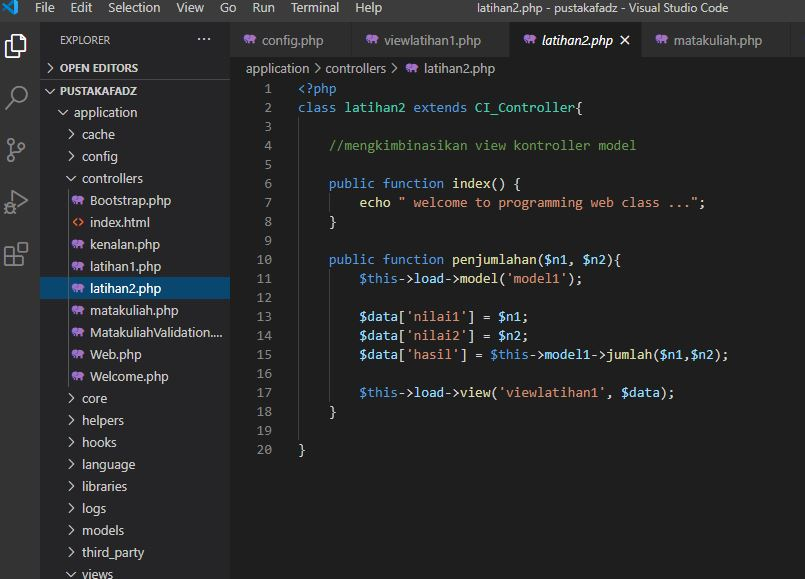 File Edit Selection View Go Run Terminal Help latihan2.php - pustakafadz - Visual Studio Code
EXPLORER ...
OPEN EDITORS
PUSTAKAFADZ
application
cache
config
controllers
Bootstrap.php
index.html
kenalan.php
latihan1.php
latihan2.php
matakuliah.php
MatakuliahValidation....
Web.php
Welcome.php
core
helpers
hooks
language
libraries
logs
models
third_party
views
config.php viewlatihan1.php latihan2.php matakuliah.php
application > controllers > latihan2.php
1 <?php
2 class latihan2 extends CI_Controller{
3
4 //mengkimbinasikan view kontroller model
5
6 public function index() {
7 echo " welcome to programming web class ...";
8 }
9
10 public function penjumlahan($n1, $n2){
11 $this->load->model('model1');
12
13 $data['nilai1'] = $n1;
14 $data['nilai2'] = $n2;
15 $data['hasil'] = $this->model1->jumlah($n1,$n2);
16
17 $this->load->view('viewlatihan1', $data);
18 }
19
20 }